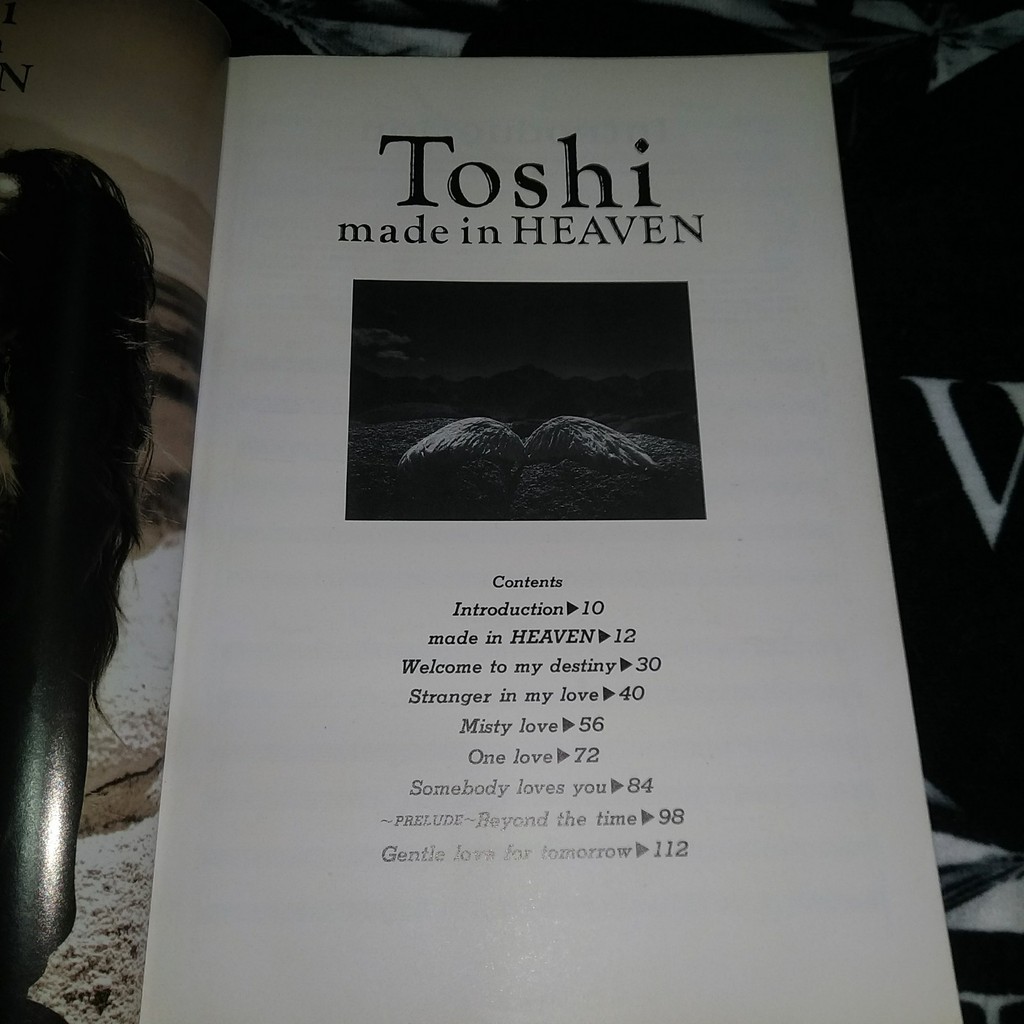 1
N
Toshi
made in HEAVEN
Contents
Introduction▶10
made in HEAVEN▶12
Welcome to my destiny▶30
Stranger in my love▶40
Misty love▶56
One love▶72
Somebody loves you▶84
~PRELUDE~Beyond the time▶98
Gentle love for tomorrow▶112
V